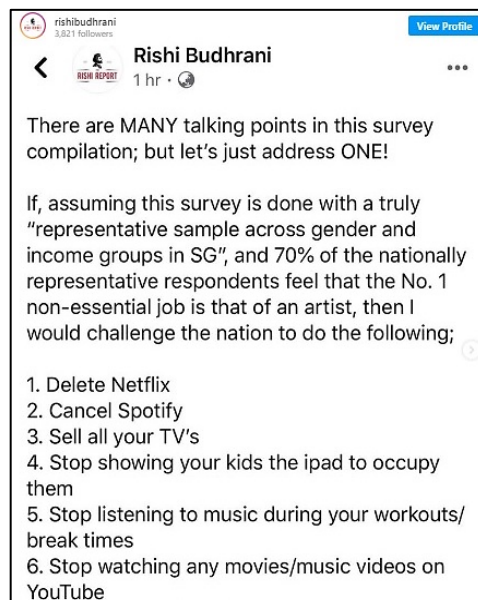 rishibudhrani
3,821 followers
View Profile
Rishi Budhrani
RISHI REPORT
1 hr ·
There are MANY talking points in this survey
compilation; but let's just address ONE!
If, assuming this survey is done with a truly
"representative sample across gender and
income groups in SG", and 70% of the nationally
representative respondents feel that the No. 1
non-essential job is that of an artist, then I
would challenge the nation to do the following;
1. Delete Netflix
2. Cancel Spotify
3. Sell all your TV's
4. Stop showing your kids the ipad to occupy
them
5. Stop listening to music during your workouts/
break times
6. Stop watching any movies/music videos on
YouTube